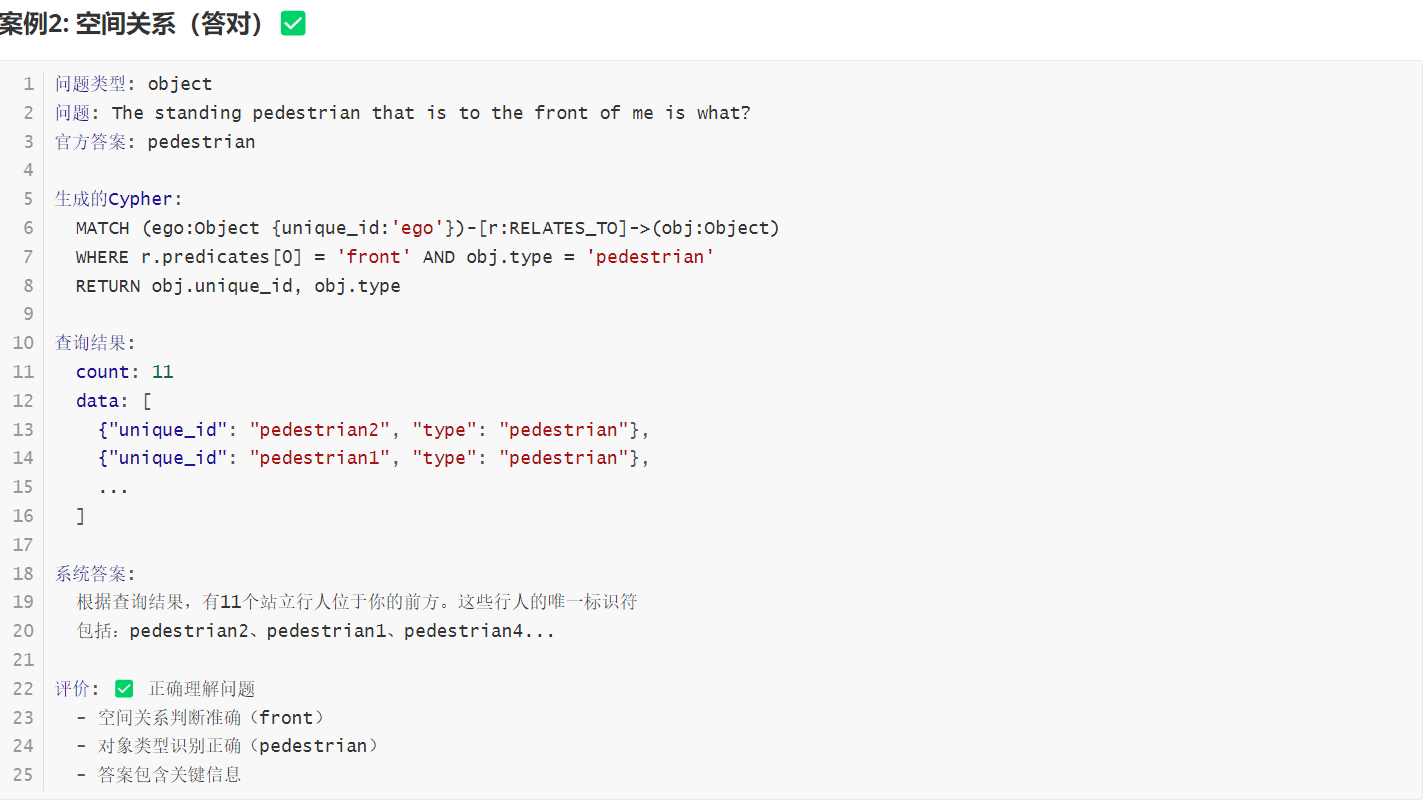 案例2: 空间关系（答对） ✅
1 问题类型: object
2 问题: The standing pedestrian that is to the front of me is what?
3 官方答案: pedestrian
4
5 生成的Cypher:
6 MATCH (ego:Object {unique_id:'ego'})-[r:RELATES_TO]->(obj:Object)
7 WHERE r.predicates[0] = 'front' AND obj.type = 'pedestrian'
8 RETURN obj.unique_id, obj.type
9
10 查询结果:
11 count: 11
12 data: [
13 {"unique_id": "pedestrian2", "type": "pedestrian"},
14 {"unique_id": "pedestrian1", "type": "pedestrian"},
15 ...
16 ]
17
18 系统答案:
19 根据查询结果，有11个站立行人位于你的前方。这些行人的唯一标识符
20 包括：pedestrian2、pedestrian1、pedestrian4...
21
22 评价: ✅ 正确理解问题
23 - 空间关系判断准确（front）
24 - 对象类型识别正确（pedestrian）
25 - 答案包含关键信息